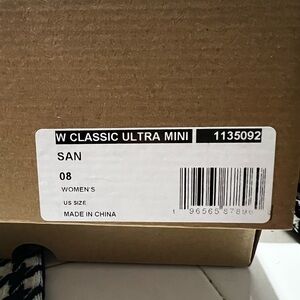 W CLASSIC ULTRA MINI 1135092
SAN
08
WOMEN'S
US SIZE
MADE IN CHINA